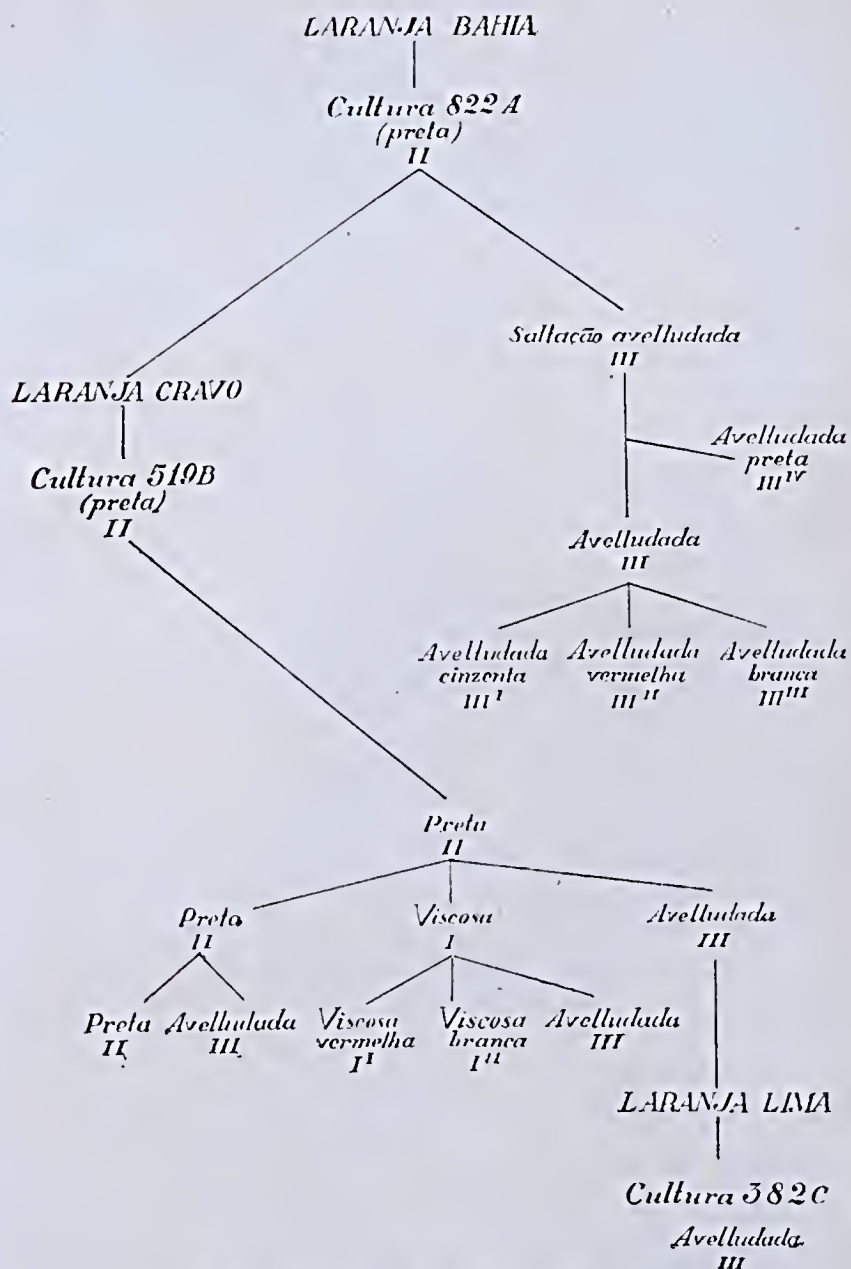 LARANJA BAHIA
Cultura 822A
(preta)
II
Saltação avelludada
III
LARANJA CRAVO
Avelludada
preta
III IV
Cultura 519B
(preta)
II
Avelludada
III
Avelludada
cinzenta
III I
Avelludada
vermelha
III II
Avelludada
branca
III III
Preta
II
Preta
II
Viscosa
I
Avelludada
III
Preta
II
Avelludada
III
Viscosa
vermelha
I I
Viscosa
branca
I II
Avelludada
III
LARANJA LIMA
Cultura 382C
Avelludada
III